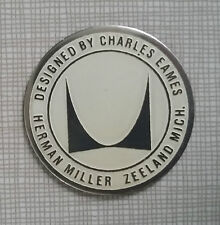 DESIGNED BY CHARLES EAMES
HERMAN MILLER ZEELAND MICH.